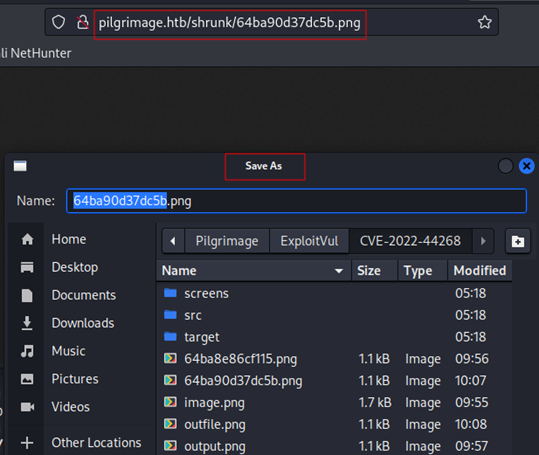 pilgrimage.htb/shrunk/64ba90d37dc5b.png
li NetHunter
Save As
Name: 64ba90d37dc5b.png
Home
Desktop
Documents
Downloads
Music
Pictures
Videos
Other Locations
Pilgrimage ExploitVul CVE-2022-44268
Name Size Type Modified
screens 05:18
src 05:18
target 05:18
64ba8e86cf115.png 1.1 kB Image 09:56
64ba90d37dc5b.png 1.1 kB Image 10:07
image.png 1.7 kB Image 09:55
outfile.png 1.1 kB Image 10:08
output.png 1.1 kB Image 09:57